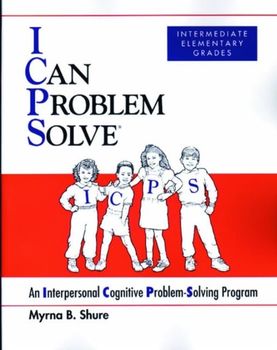 INTERMEDIATE
ELEMENTARY
GRADES
I
CAN
PROBLEM
SOLVE®
I C P S
An Interpersonal Cognitive Problem-Solving Program
Myrna B. Shure